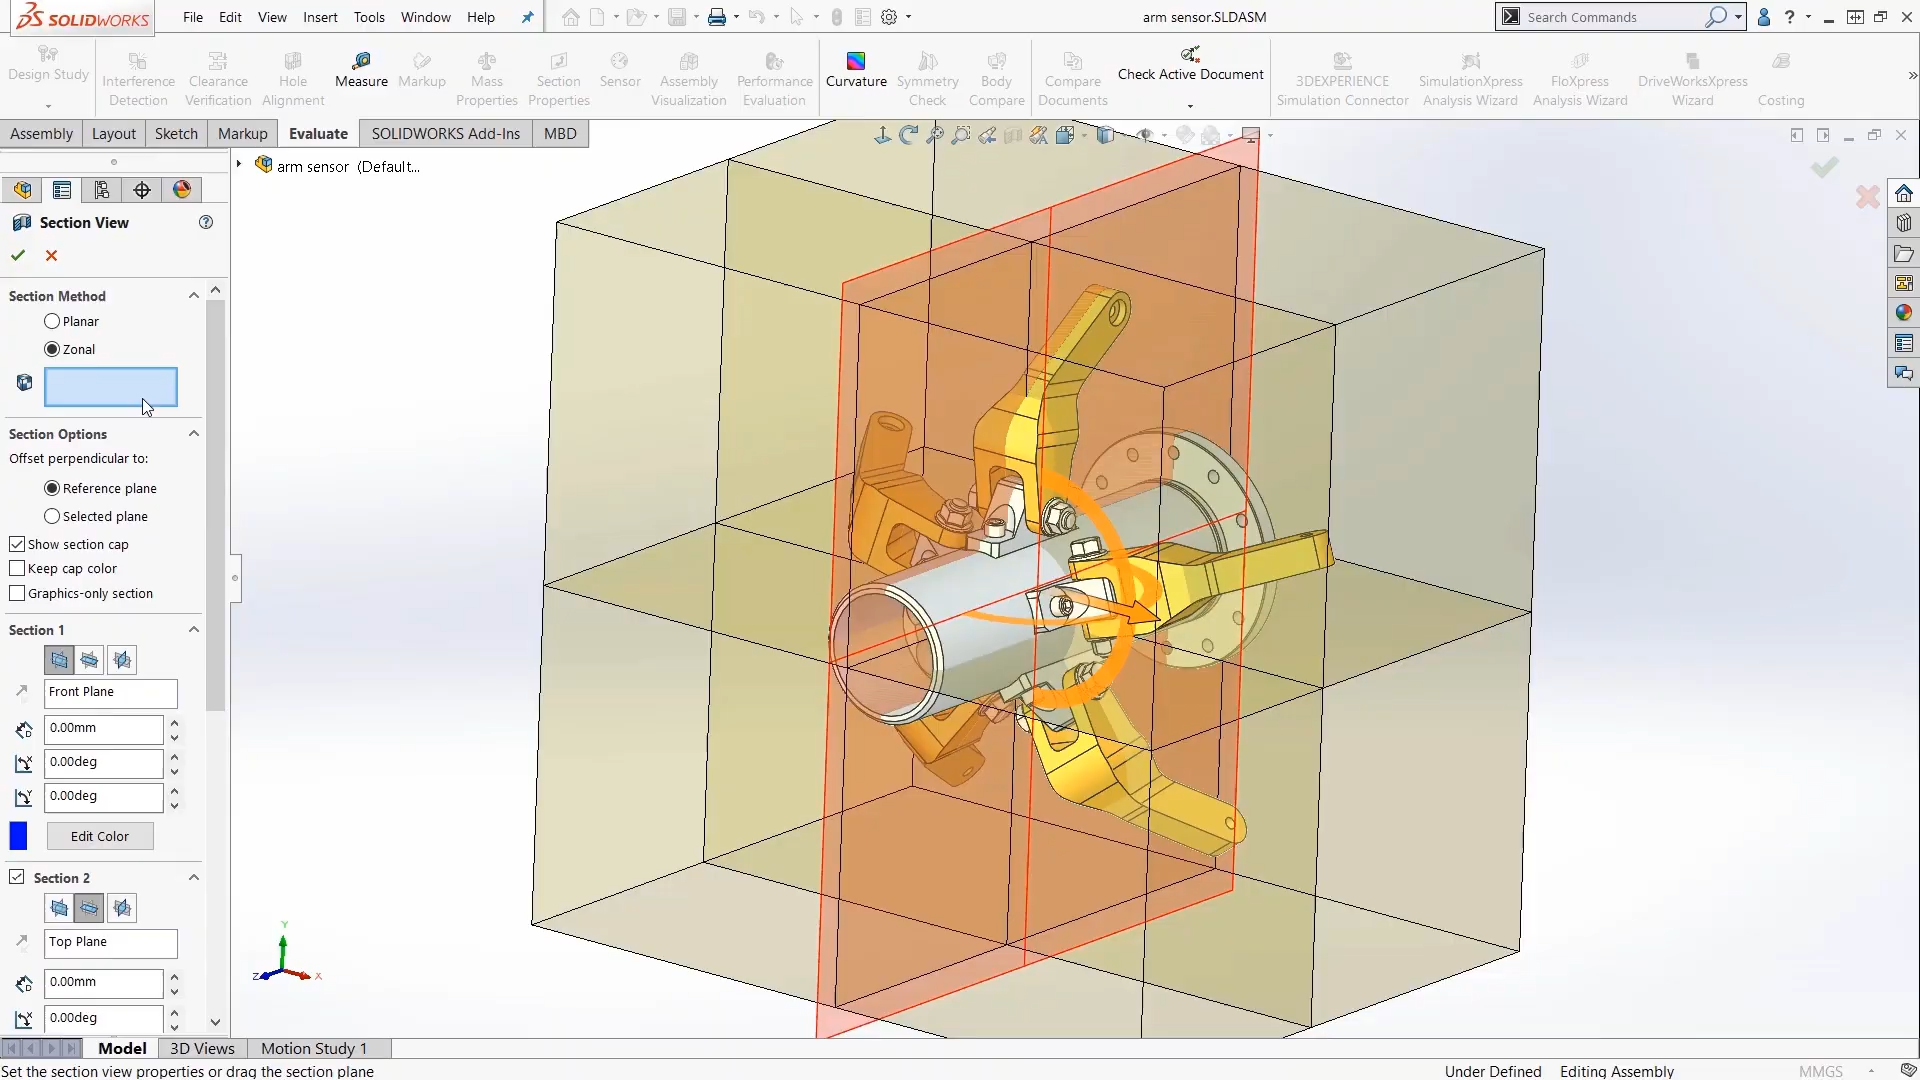 SOLIDWORKS
File Edit View Insert Tools Window Help
arm sensor.SLDASM
Search Commands
?
Design Study
Interference Detection
Clearance Verification
Hole Alignment
Measure
Markup
Mass Properties
Section Properties
Sensor
Assembly Visualization
Performance Evaluation
Curvature
Symmetry Check
Body Compare
Compare Documents
Check Active Document
3DEXPERIENCE Simulation Connector
SimulationXpress Analysis Wizard
FloXpress Analysis Wizard
DriveWorksXpress Wizard
Costing
Assembly Layout Sketch Markup Evaluate SOLIDWORKS Add-Ins MBD
arm sensor (Default...
Section View
?
Section Method
Planar
Zonal
Section Options
Offset perpendicular to:
Reference plane
Selected plane
Show section cap
Keep cap color
Graphics-only section
Section 1
Front Plane
0.00mm
0.00deg
0.00deg
Edit Color
Section 2
Top Plane
0.00mm
0.00deg
Y
Z
X
Model 3D Views Motion Study 1
Set the section view properties or drag the section plane
Under Defined Editing Assembly MMGS